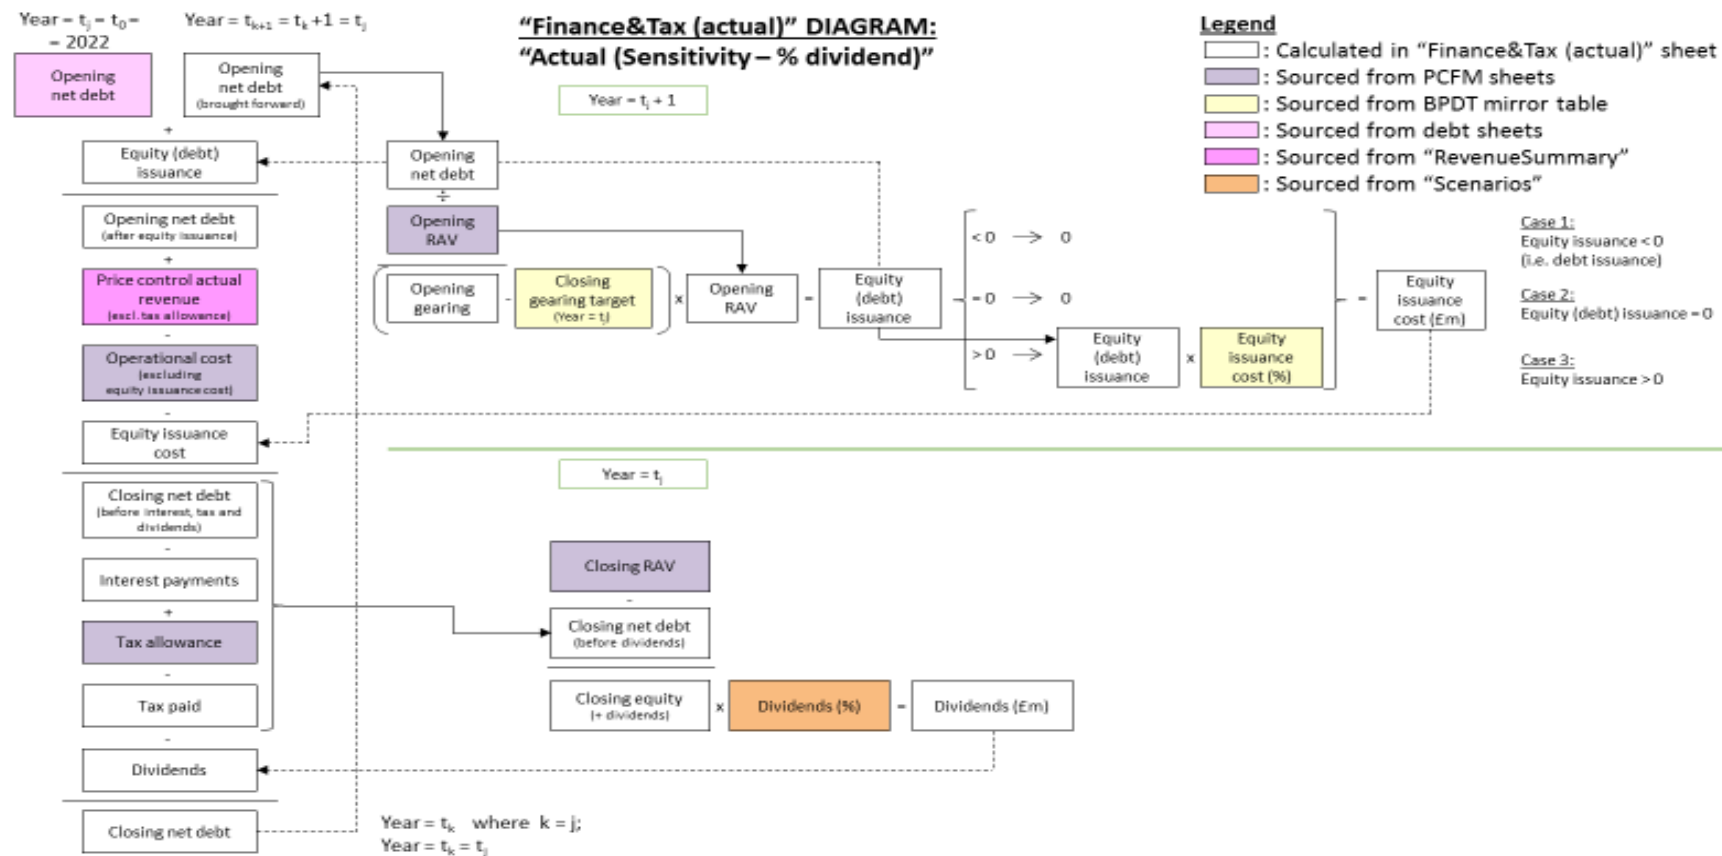 Year – tj – t0 –
– 2022
Year = tk+1 = tk +1 = tj
"Finance&Tax (actual)" DIAGRAM:
"Actual (Sensitivity – % dividend)"
Legend
: Calculated in "Finance&Tax (actual)" sheet
: Sourced from PCFM sheets
: Sourced from BPDT mirror table
: Sourced from debt sheets
: Sourced from "RevenueSummary"
: Sourced from "Scenarios"
Opening
net debt
Opening
net debt
(brought forward)
Year = tj + 1
+
Equity (debt)
issuance
Opening
net debt
÷
Opening net debt
(after equity issuance)
Opening
RAV
+
Price control actual
revenue
(excl. tax allowance)
-
Operational cost
(excluding
equity issuance cost)
-
Equity issuance
cost
Opening
gearing
-
Closing
gearing target
(Year = tj)
x
Opening
RAV
=
Equity
(debt)
issuance
< 0 → 0
= 0 → 0
> 0 →
Equity
(debt)
issuance
x
Equity
issuance
cost (%)
=
Equity
issuance
cost (£m)
Case 1:
Equity issuance < 0
(i.e. debt issuance)
Case 2:
Equity (debt) issuance = 0
Case 3:
Equity issuance > 0
Year = tj
Closing net debt
(before interest, tax and
dividends)
-
Interest payments
+
Tax allowance
-
Tax paid
-
Dividends
Closing net debt
Closing RAV
-
Closing net debt
(before dividends)
Closing equity
(+ dividends)
x
Dividends (%)
=
Dividends (£m)
Year = tk where k = j;
Year = tk = tj